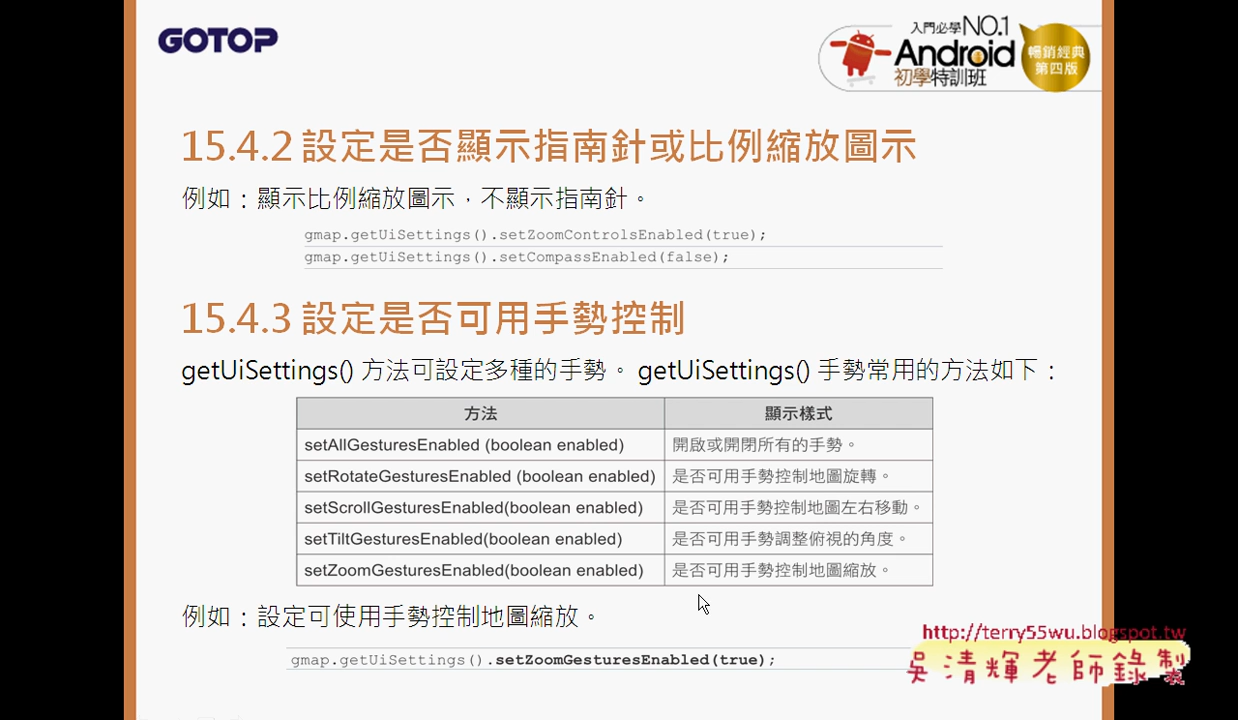 GOTOP
入門必學NO.1
Android
初學特訓班
暢銷經典
第四版
15.4.2 設定是否顯示指南針或比例縮放圖示
例如：顯示比例縮放圖示，不顯示指南針。
gmap.getUiSettings().setZoomControlsEnabled(true);
gmap.getUiSettings().setCompassEnabled(false);
15.4.3 設定是否可用手勢控制
getUiSettings() 方法可設定多種的手勢。 getUiSettings() 手勢常用的方法如下：
方法 顯示樣式
setAllGesturesEnabled (boolean enabled) 開啟或開閉所有的手勢。
setRotateGesturesEnabled (boolean enabled) 是否可用手勢控制地圖旋轉。
setScrollGesturesEnabled(boolean enabled) 是否可用手勢控制地圖左右移動。
setTiltGesturesEnabled(boolean enabled) 是否可用手勢調整俯視的角度。
setZoomGesturesEnabled(boolean enabled) 是否可用手勢控制地圖縮放。
例如：設定可使用手勢控制地圖縮放。
gmap.getUiSettings().setZoomGesturesEnabled(true);
http://terry55wu.blogspot.tw
吳清輝老師錄製